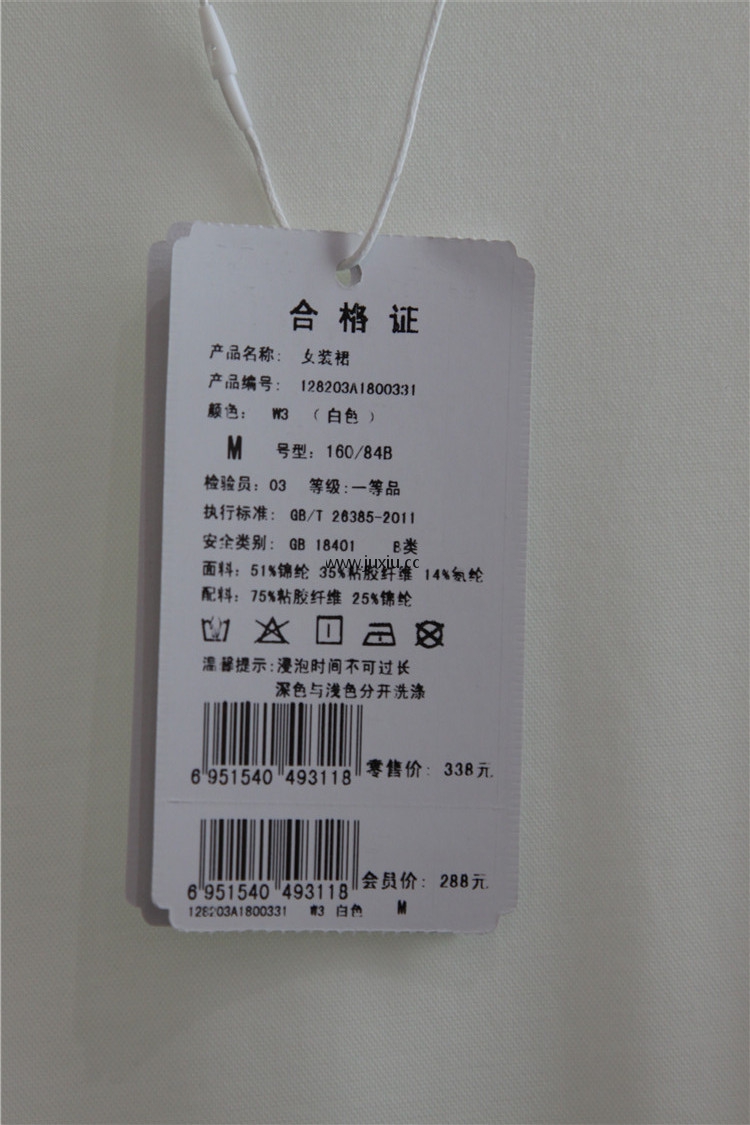 合格证
产品名称: 女装裙
产品编号: 128203A1800331
颜色: W3 (白色)
M 号型: 160/84B
检验员: 03 等级:一等品
执行标准: GB/T 26385-2011
安全类别: GB 18401 B类
www.juxiu.cc
面料: 51%锦纶 35%粘胶纤维 14%氨纶
配料: 75%粘胶纤维 25%锦纶
温馨提示:浸泡时间不可过长
深色与浅色分开洗涤
6 951540 493118 零售价: 338元
6 951540 493118 会员价: 288元
128203A1800331 W3 白色 M